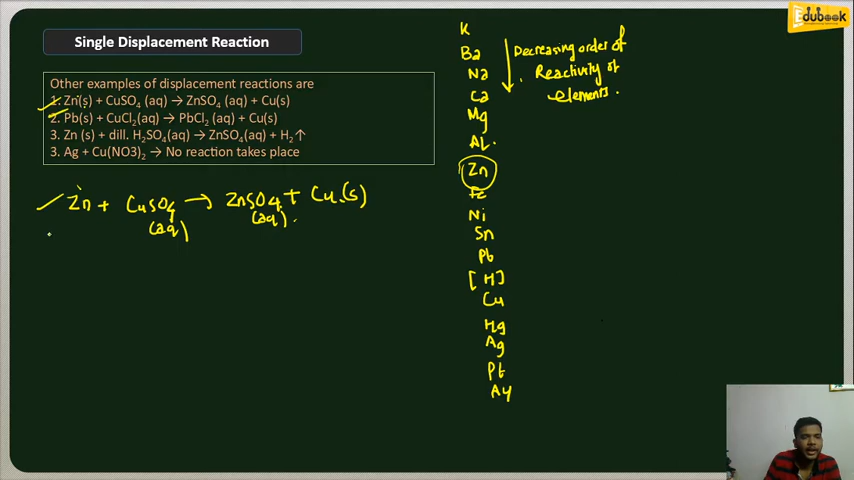 Single Displacement Reaction
Other examples of displacement reactions are
1. Zn(s) + CuSO4 (aq) → ZnSO4 (aq) + Cu(s)
2. Pb(s) + CuCl2(aq) → PbCl2 (aq) + Cu(s)
3. Zn (s) + dill. H2SO4(aq) → ZnSO4(aq) + H2↑
3. Ag + Cu(NO3)2 → No reaction takes place
Zn + CuSO4 → ZnSO4 + Cu(s)
(aq) (aq)
K
Ba
Na
Ca
Mg
AL
Zn
Fe
Ni
Sn
Pb
[H]
Cu
Hg
Ag
Pt
Au
Decreasing order of
Reactivity of
elements.
Edubook